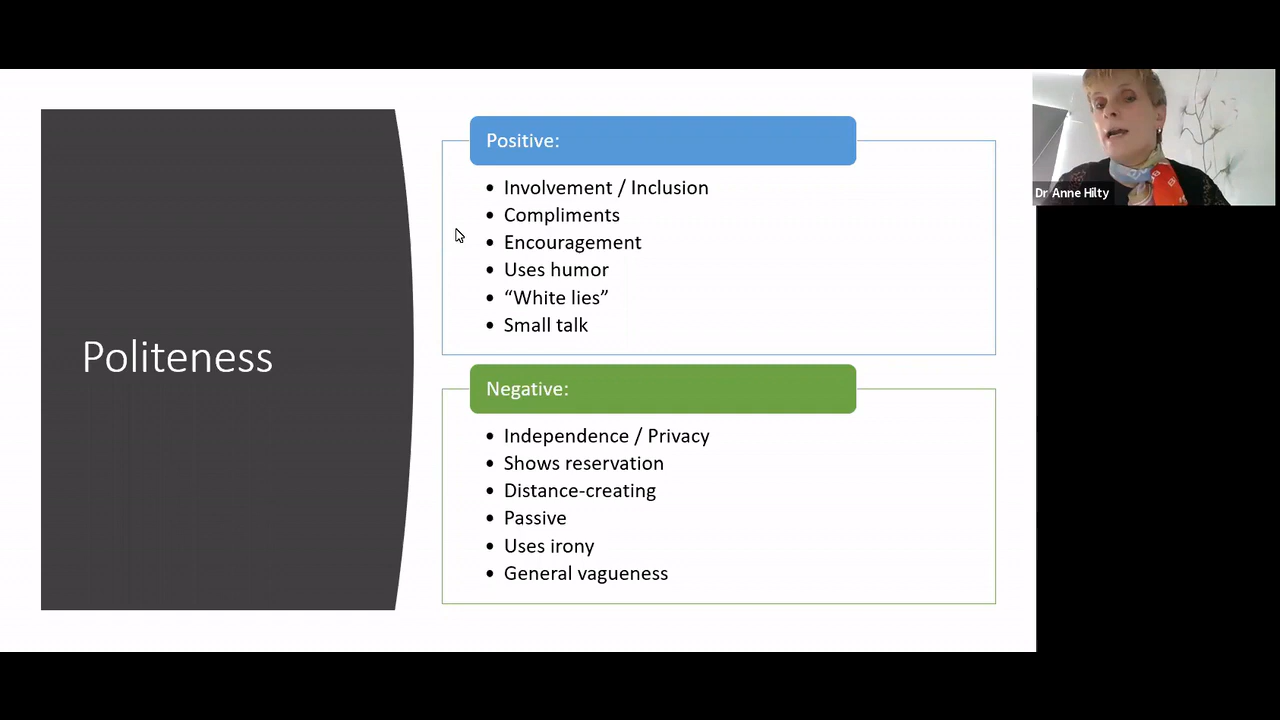 Politeness
Positive:
• Involvement / Inclusion
• Compliments
• Encouragement
• Uses humor
• “White lies”
• Small talk
Negative:
• Independence / Privacy
• Shows reservation
• Distance-creating
• Passive
• Uses irony
• General vagueness
Dr Anne Hilty